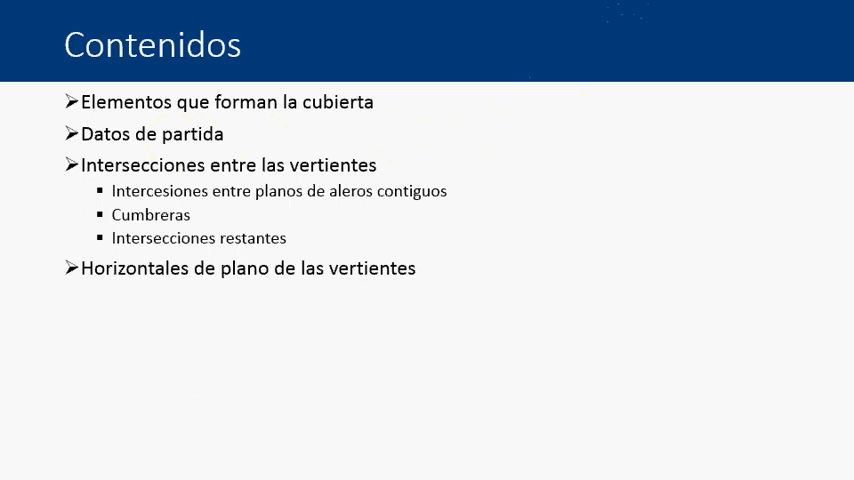 Contenidos
Elementos que forman la cubierta
Datos de partida
Intersecciones entre las vertientes
Intercesiones entre planos de aleros contiguos
Cumbreras
Intersecciones restantes
Horizontales de plano de las vertientes